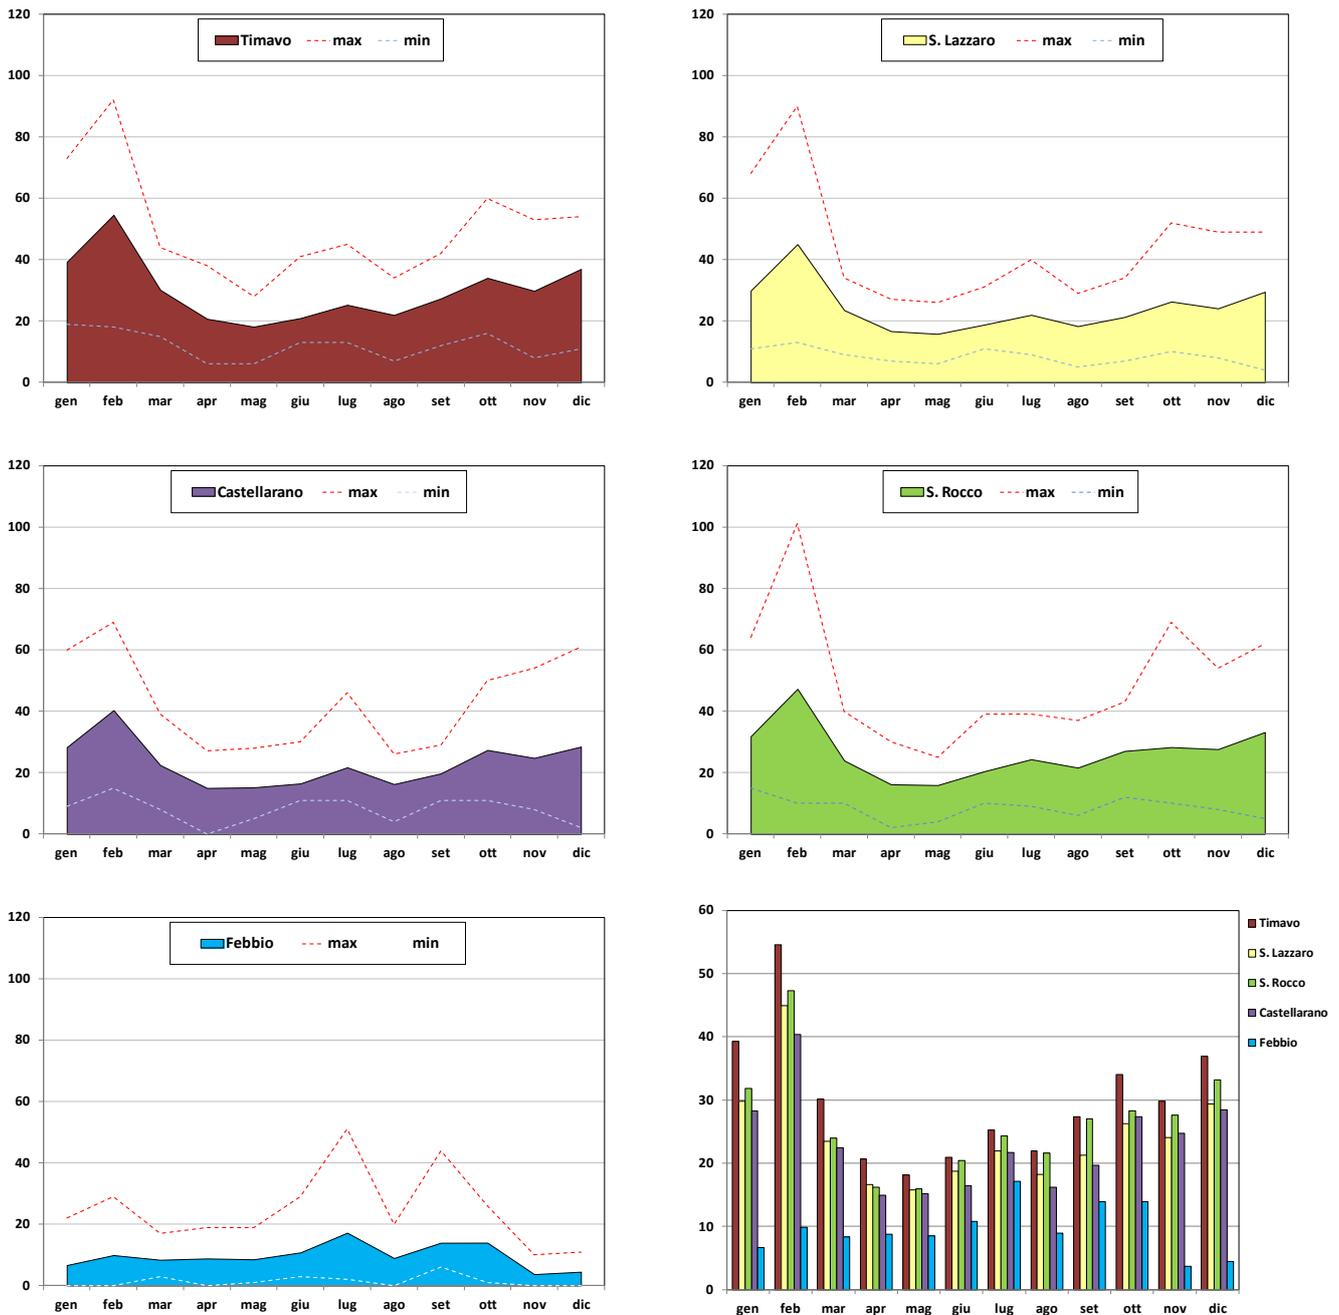 Timavo max min
120
100
80
60
40
20
0
gen feb mar apr mag giu lug ago set ott nov dic
S. Lazzaro max min
120
100
80
60
40
20
0
gen feb mar apr mag giu lug ago set ott nov dic
Castellarano max min
120
100
80
60
40
20
0
gen feb mar apr mag giu lug ago set ott nov dic
S. Rocco max min
120
100
80
60
40
20
0
gen feb mar apr mag giu lug ago set ott nov dic
Febbio max min
120
100
80
60
40
20
0
gen feb mar apr mag giu lug ago set ott nov dic
60
50
40
30
20
10
0
gen feb mar apr mag giu lug ago set ott nov dic
Timavo
S. Lazzaro
S. Rocco
Castellarano
Febbio